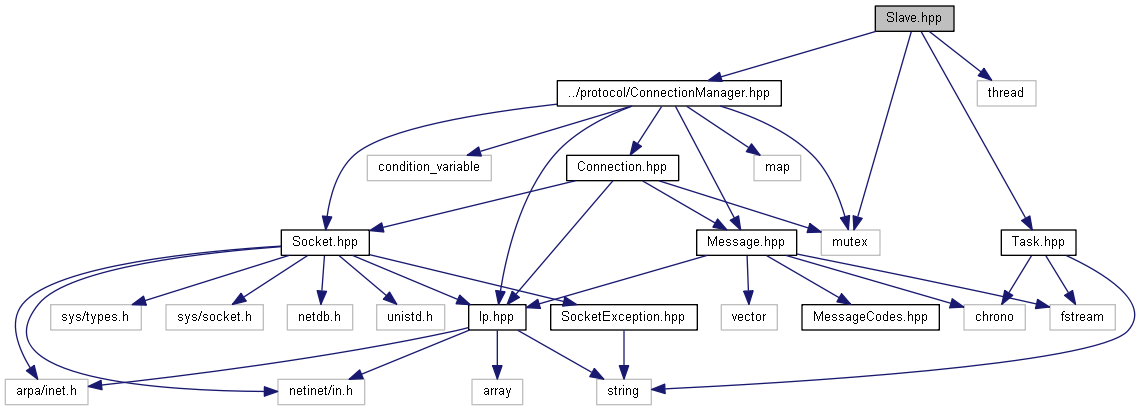 Slave.hpp
../protocol/ConnectionManager.hpp
thread
condition_variable
Connection.hpp
map
Socket.hpp
Message.hpp
mutex
Task.hpp
sys/types.h
sys/socket.h
netdb.h
unistd.h
Ip.hpp
SocketException.hpp
vector
MessageCodes.hpp
chrono
fstream
arpa/inet.h
netinet/in.h
array
string